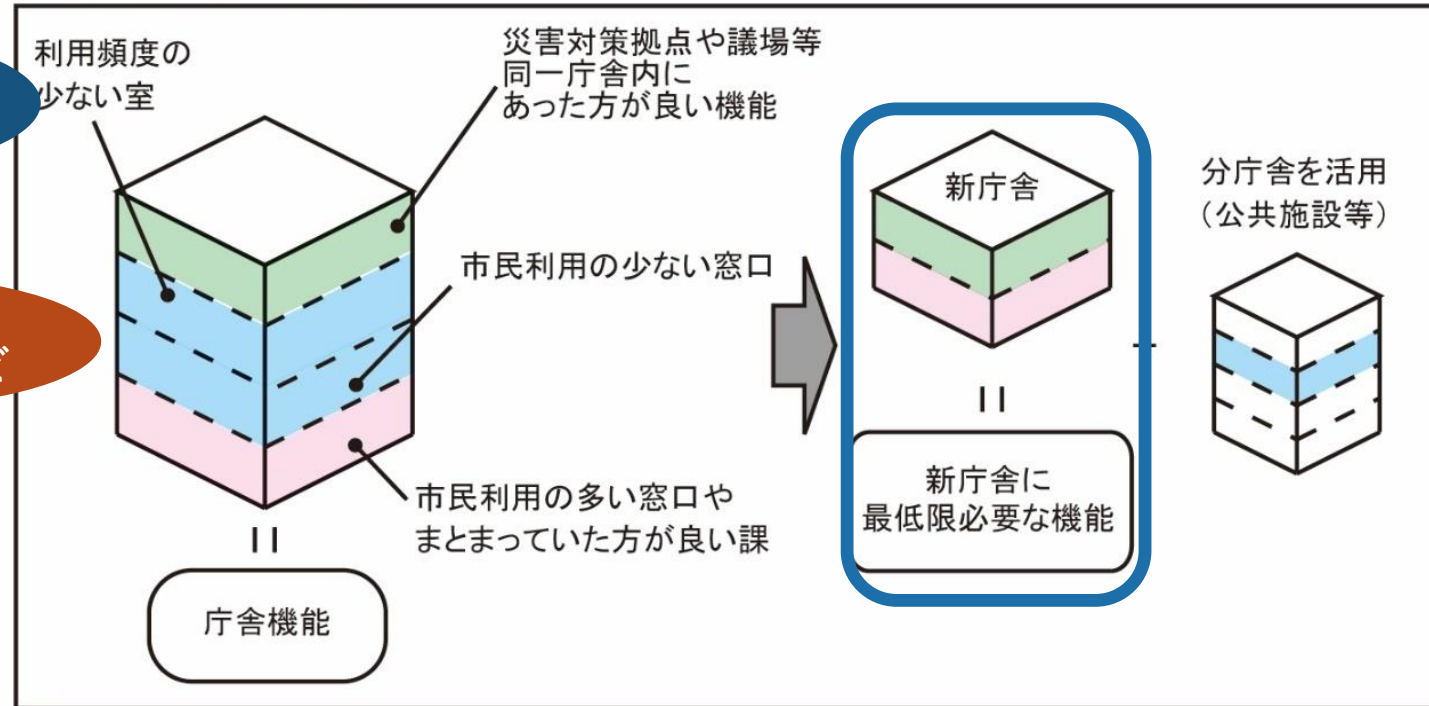 利用頻度の
少ない室
災害対策拠点や議場等
同一庁舎内に
あった方が良い機能
市民利用の少ない窓口
市民利用の多い窓口や
まとまっていた方が良い課
庁舎機能
新庁舎
新庁舎に
最低限必要な機能
分庁舎を活用
（公共施設等）